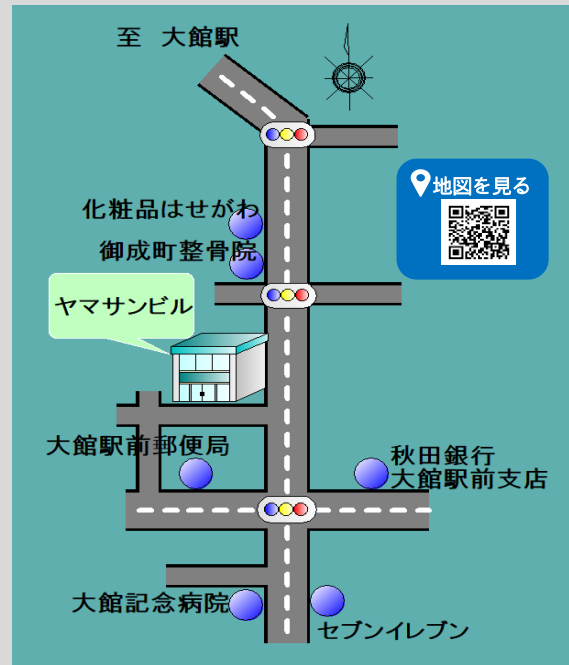 至 大館駅
地図を見る
化粧品はせがわ
御成町整骨院
ヤマサンビル
大館駅前郵便局
秋田銀行
大館駅前支店
大館記念病院
セブンイレブン